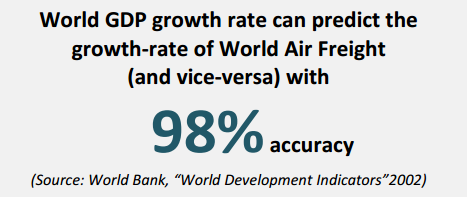 World GDP growth rate can predict the
growth-rate of World Air Freight
(and vice-versa) with
98% accuracy
(Source: World Bank, “World Development Indicators”2002)